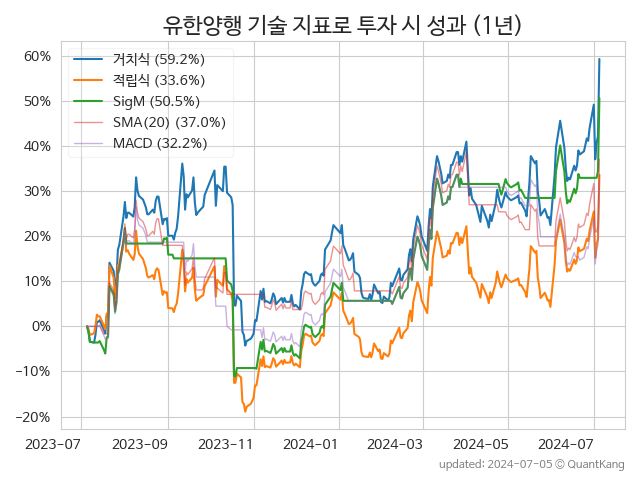 유한양행 기술 지표로 투자 시 성과 (1년)
거치식 (59.2%)
적립식 (33.6%)
SigM (50.5%)
SMA(20) (37.0%)
MACD (32.2%)
60%
50%
40%
30%
20%
10%
0%
−10%
−20%
2023-07 2023-09 2023-11 2024-01 2024-03 2024-05 2024-07
updated: 2024-07-05 © QuantKang